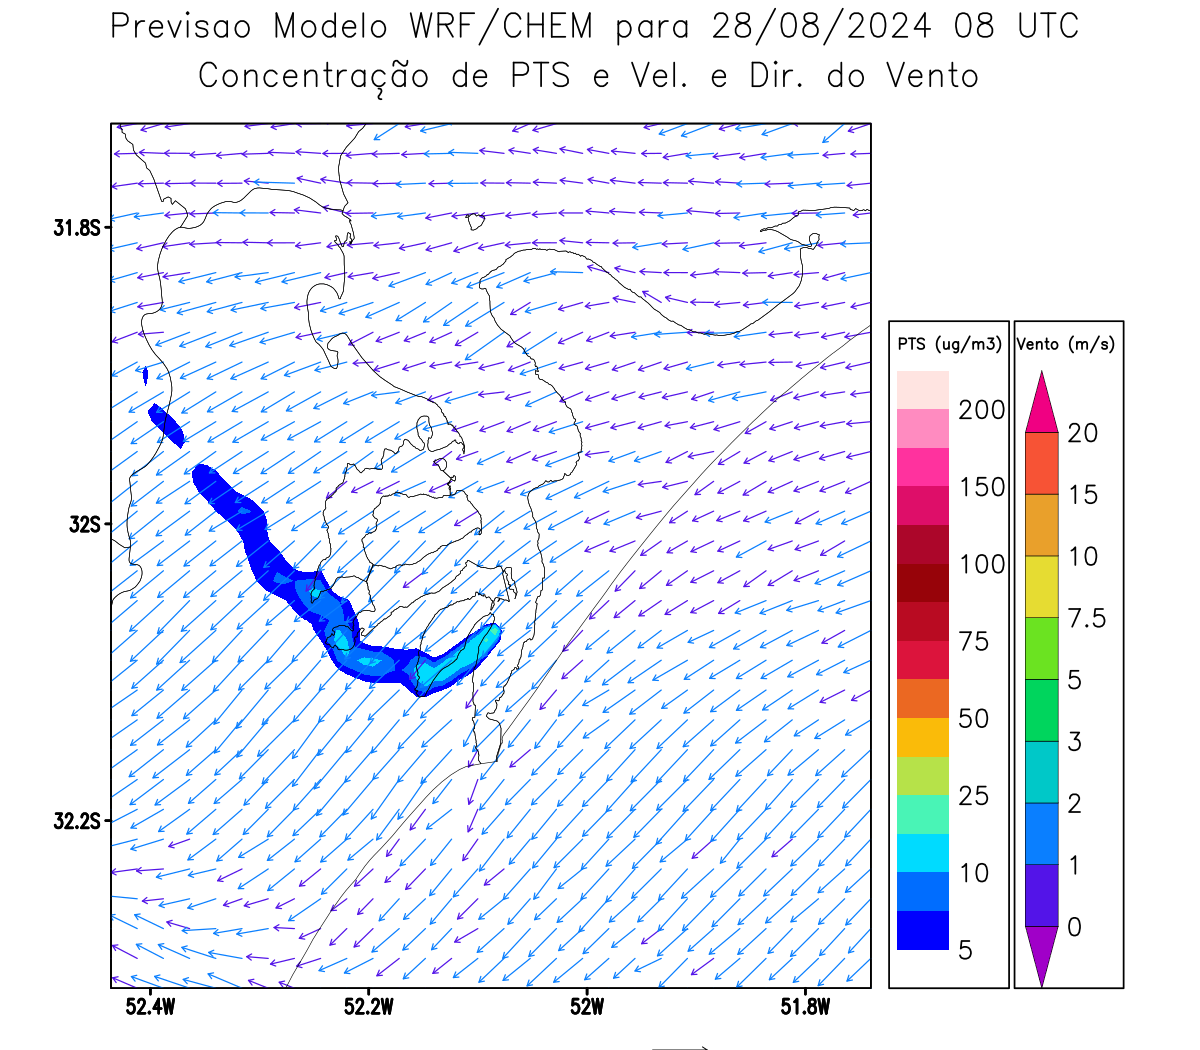 Previsao Modelo WRF/CHEM para 28/08/2024 08 UTC
Concentração de PTS e Vel. e Dir. do Vento
31.8S
32S
32.2S
52.4W 52.2W 52W 51.8W
PTS (ug/m3)
200
150
100
75
50
25
10
5
Vento (m/s)
20
15
10
7.5
5
3
2
1
0